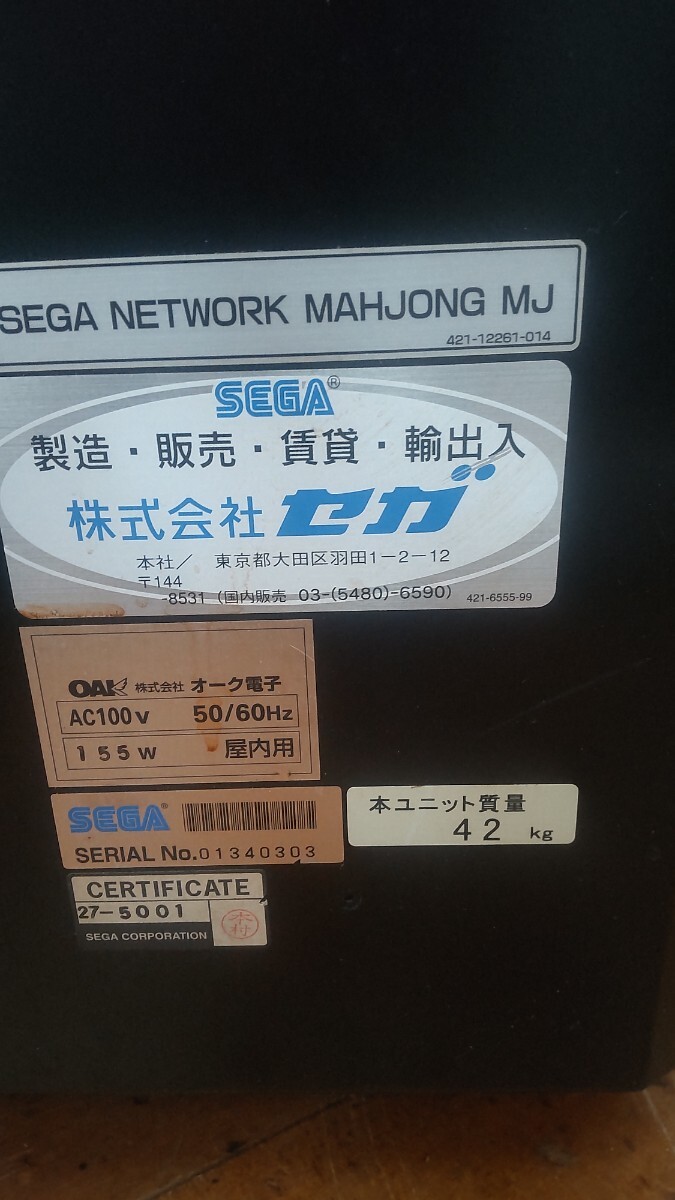 SEGA NETWORK MAHJONG MJ
421-12261-014
SEGA®
製造・販売・賃貸・輸出入
株式会社 セガ
本社／ 東京都大田区羽田1-2-12
〒144
-8531 (国内販売 03-(5480)-6590)
421-6555-99
OAK 株式会社 オーク電子
AC100v 50/60Hz
155w 屋内用
SEGA®
SERIAL No.01340303
本ユニット質量
42 kg
CERTIFICATE
27-5001
木村
SEGA CORPORATION